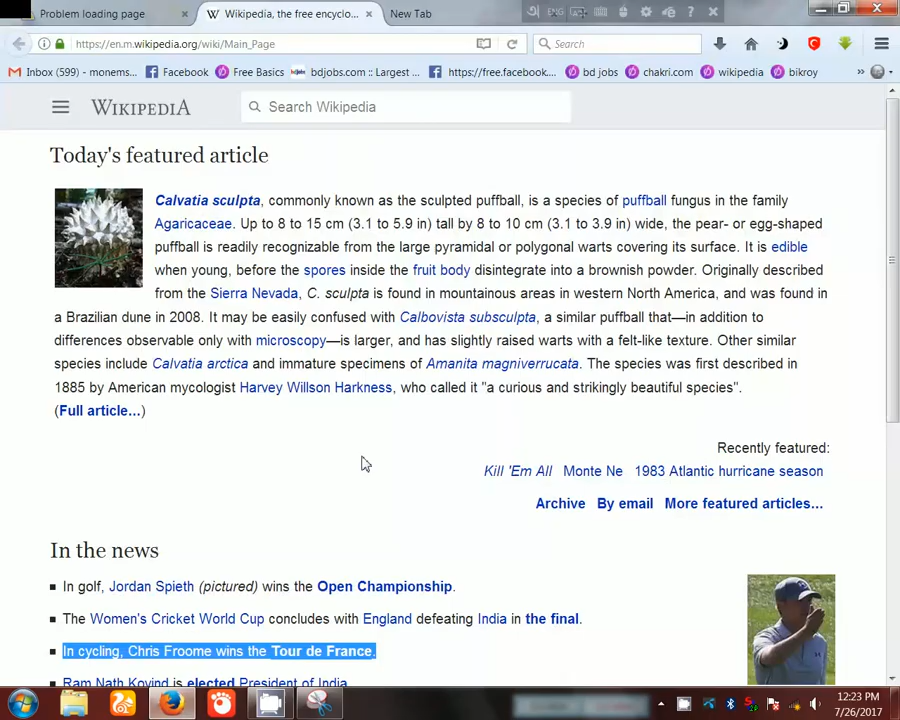 Problem loading page × Wikipedia, the free encyclo... × New Tab ENG
https://en.m.wikipedia.org/wiki/Main_Page Search
Inbox (599) - monems... Facebook Free Basics bdjobs.com :: Largest ... https://free.facebook.... bd jobs chakri.com wikipedia bikroy »
WIKIPEDIA Search Wikipedia
Today's featured article
Calvatia sculpta, commonly known as the sculpted puffball, is a species of puffball fungus in the family
Agaricaceae. Up to 8 to 15 cm (3.1 to 5.9 in) tall by 8 to 10 cm (3.1 to 3.9 in) wide, the pear- or egg-shaped
puffball is readily recognizable from the large pyramidal or polygonal warts covering its surface. It is edible
when young, before the spores inside the fruit body disintegrate into a brownish powder. Originally described
from the Sierra Nevada, C. sculpta is found in mountainous areas in western North America, and was found in
a Brazilian dune in 2008. It may be easily confused with Calbovista subsculpta, a similar puffball that—in addition to
differences observable only with microscopy—is larger, and has slightly raised warts with a felt-like texture. Other similar
species include Calvatia arctica and immature specimens of Amanita magniverrucata. The species was first described in
1885 by American mycologist Harvey Willson Harkness, who called it "a curious and strikingly beautiful species".
(Full article...)
Recently featured:
Kill 'Em All Monte Ne 1983 Atlantic hurricane season
Archive By email More featured articles...
In the news
In golf, Jordan Spieth (pictured) wins the Open Championship.
The Women's Cricket World Cup concludes with England defeating India in the final.
In cycling, Chris Froome wins the Tour de France.
Ram Nath Kovind is elected President of India.
12:23 PM
7/26/2017